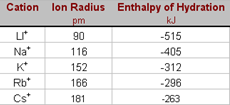 Cation Ion Radius Enthalpy of Hydration
pm kJ
Li⁺ 90 -515
Na⁺ 116 -405
K⁺ 152 -312
Rb⁺ 166 -296
Cs⁺ 181 -263